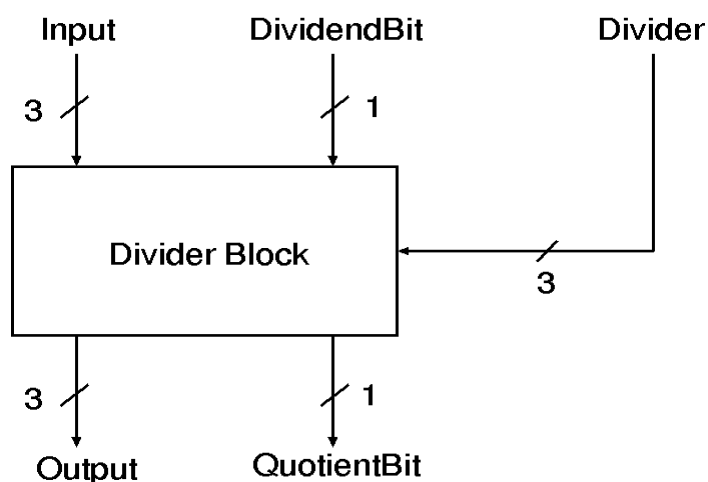 Input DividendBit Divider
3 1
Divider Block
3
3 1
Output QuotientBit